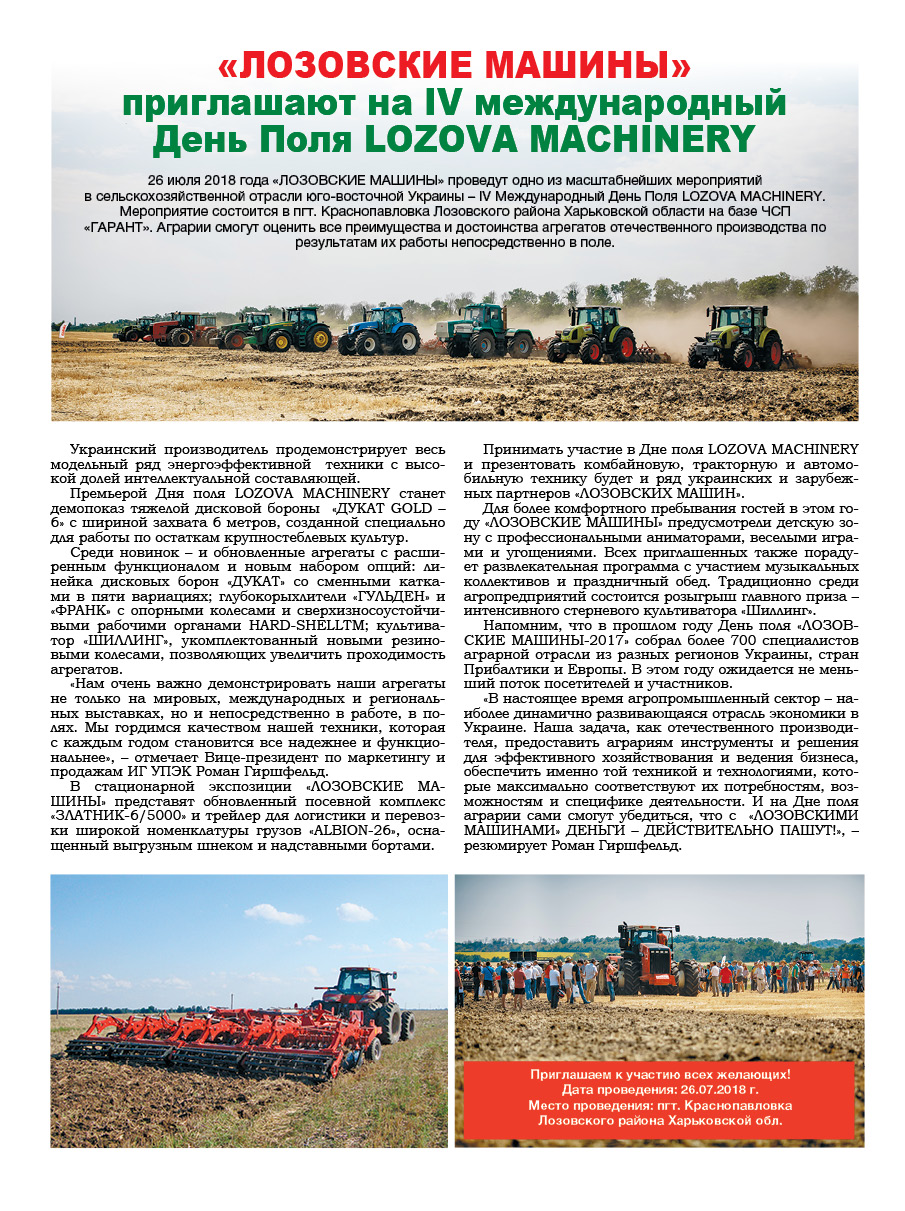 «ЛОЗОВСКИЕ МАШИНЫ»
приглашают на IV международный
День Поля LOZOVA MACHINERY
26 июля 2018 года «ЛОЗОВСКИЕ МАШИНЫ» проведут одно из масштабнейших мероприятий
в сельскохозяйственной отрасли юго-восточной Украины – IV Международный День Поля LOZOVA MACHINERY.
Мероприятие состоится в пгт. Краснопавловка Лозовского района Харьковской области на базе ЧСП
«ГАРАНТ». Аграрии смогут оценить все преимущества и достоинства агрегатов отечественного производства по
результатам их работы непосредственно в поле.
Украинский производитель продемонстрирует весь
модельный ряд энергоэффективной техники с высо-
кой долей интеллектуальной составляющей.
Премьерой Дня поля LOZOVA MACHINERY станет
демопоказ тяжелой дисковой бороны «ДУКАТ GOLD –
6» с шириной захвата 6 метров, созданной специально
для работы по остаткам крупностеблевых культур.
Среди новинок – и обновленные агрегаты с расши-
ренным функционалом и новым набором опций: ли-
нейка дисковых борон «ДУКАТ» со сменными катка-
ми в пяти вариациях; глубокорыхлители «ГУЛЬДЕН» и
«ФРАНК» с опорными колесами и сверхизносоустойчи-
выми рабочими органами HARD-SHELLTM; культива-
тор «ШИЛЛИНГ», укомплектованный новыми резино-
выми колесами, позволяющих увеличить проходимость
агрегатов.
«Нам очень важно демонстрировать наши агрегаты
не только на мировых, международных и региональ-
ных выставках, но и непосредственно в работе, в по-
лях. Мы гордимся качеством нашей техники, которая
с каждым годом становится все надежнее и функцио-
нальнее», – отмечает Вице-президент по маркетингу и
продажам ИГ УПЭК Роман Гиршфельд.
В стационарной экспозиции «ЛОЗОВСКИЕ МА-
ШИНЫ» представят обновленный посевной комплекс
«ЗЛАТНИК-6/5000» и трейлер для логистики и перевоз-
ки широкой номенклатуры грузов «ALBION-26», осна-
щенный выгрузным шнеком и надставными бортами.
Принимать участие в Дне поля LOZOVA MACHINERY
и презентовать комбайновую, тракторную и автомо-
бильную технику будет и ряд украинских и зарубеж-
ных партнеров «ЛОЗОВСКИХ МАШИН».
Для более комфортного пребывания гостей в этом го-
ду «ЛОЗОВСКИЕ МАШИНЫ» предусмотрели детскую зо-
ну с профессиональными аниматорами, веселыми игра-
ми и угощениями. Всех приглашенных также пораду-
ет развлекательная программа с участием музыкальных
коллективов и праздничный обед. Традиционно среди
агропредприятий состоится розыгрыш главного приза –
интенсивного стерневого культиватора «Шиллинг».
Напомним, что в прошлом году День поля «ЛОЗОВ-
СКИЕ МАШИНЫ-2017» собрал более 700 специалистов
аграрной отрасли из разных регионов Украины, стран
Прибалтики и Европы. В этом году ожидается не мень-
ший поток посетителей и участников.
«В настоящее время агропромышленный сектор – на-
иболее динамично развивающаяся отрасль экономики в
Украине. Наша задача, как отечественного производи-
теля, предоставить аграриям инструменты и решения
для эффективного хозяйствования и ведения бизнеса,
обеспечить именно той техникой и технологиями, кото-
рые максимально соответствуют их потребностям, воз-
можностям и специфике деятельности. И на Дне поля
аграрии сами смогут убедиться, что с «ЛОЗОВСКИМИ
МАШИНАМИ» ДЕНЬГИ – ДЕЙСТВИТЕЛЬНО ПАШУТ!», –
резюмирует Роман Гиршфельд.
Приглашаем к участию всех желающих!
Дата проведения: 26.07.2018 г.
Место проведения: пгт. Краснопавловка
Лозовского района Харьковской обл.